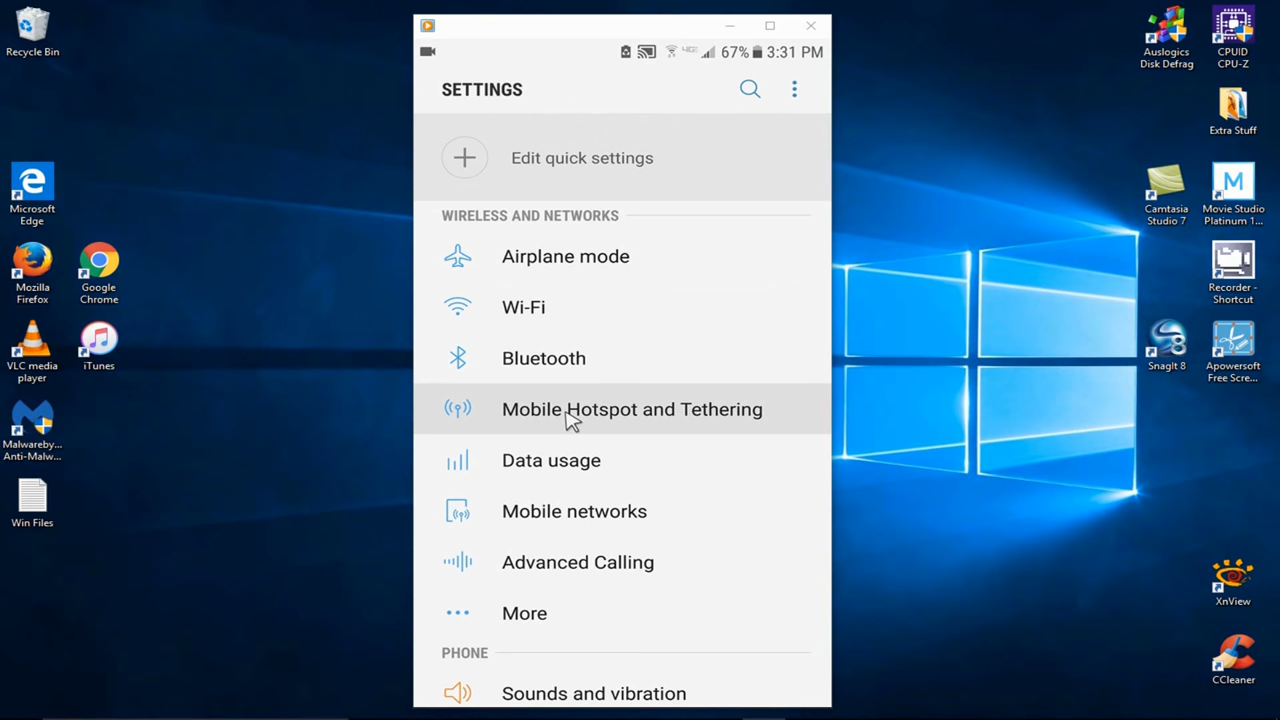 Recycle Bin
Microsoft
Edge
Mozilla
Firefox
Google
Chrome
VLC media
player
iTunes
Malwareby...
Anti-Malw...
Win Files
67% 3:31 PM
SETTINGS
Edit quick settings
WIRELESS AND NETWORKS
Airplane mode
Wi-Fi
Bluetooth
Mobile Hotspot and Tethering
Data usage
Mobile networks
Advanced Calling
More
PHONE
Sounds and vibration
Auslogics
Disk Defrag
CPUID
CPU-Z
Extra Stuff
Camtasia
Studio 7
M
Movie Studio
Platinum 1...
Recorder -
Shortcut
SnagIt 8
Apowersoft
Free Scre...
XnView
CCleaner